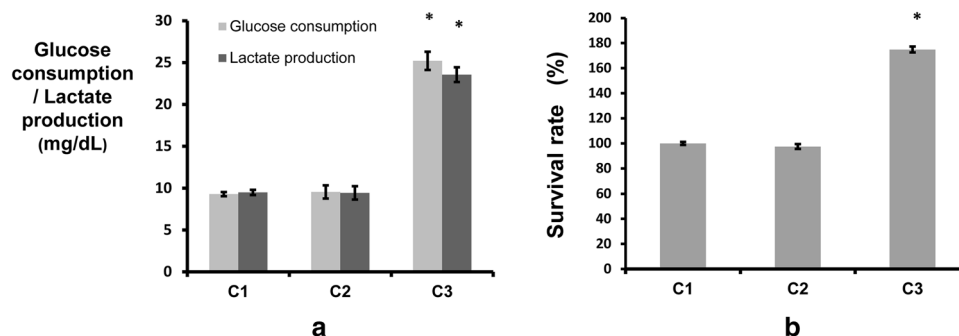 Glucose
consumption
/ Lactate
production
(mg/dL)
30
25
20
15
10
5
0
Glucose consumption
Lactate production
*
*
C1 C2 C3
a
Survival rate (%)
200
180
160
140
120
100
80
60
40
20
0
*
C1 C2 C3
b